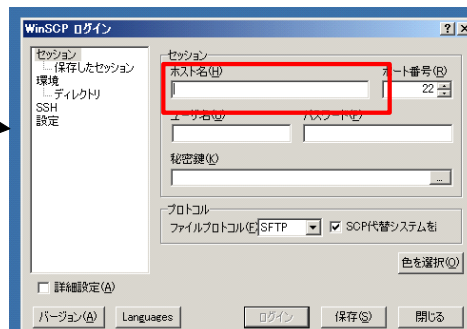 WinSCP ログイン
セッション
保存したセッション
環境
ディレクトリ
SSH
設定
セッション
ホスト名(H)
ポート番号(R)
22
ユーザ名(U)
パスワード(P)
秘密鍵(K)
...
プロトコル
ファイルプロトコル(F) SFTP
SCP代替システムを
色を選択(O)
詳細設定(A)
バージョン(A) Languages ログイン 保存(S) 閉じる